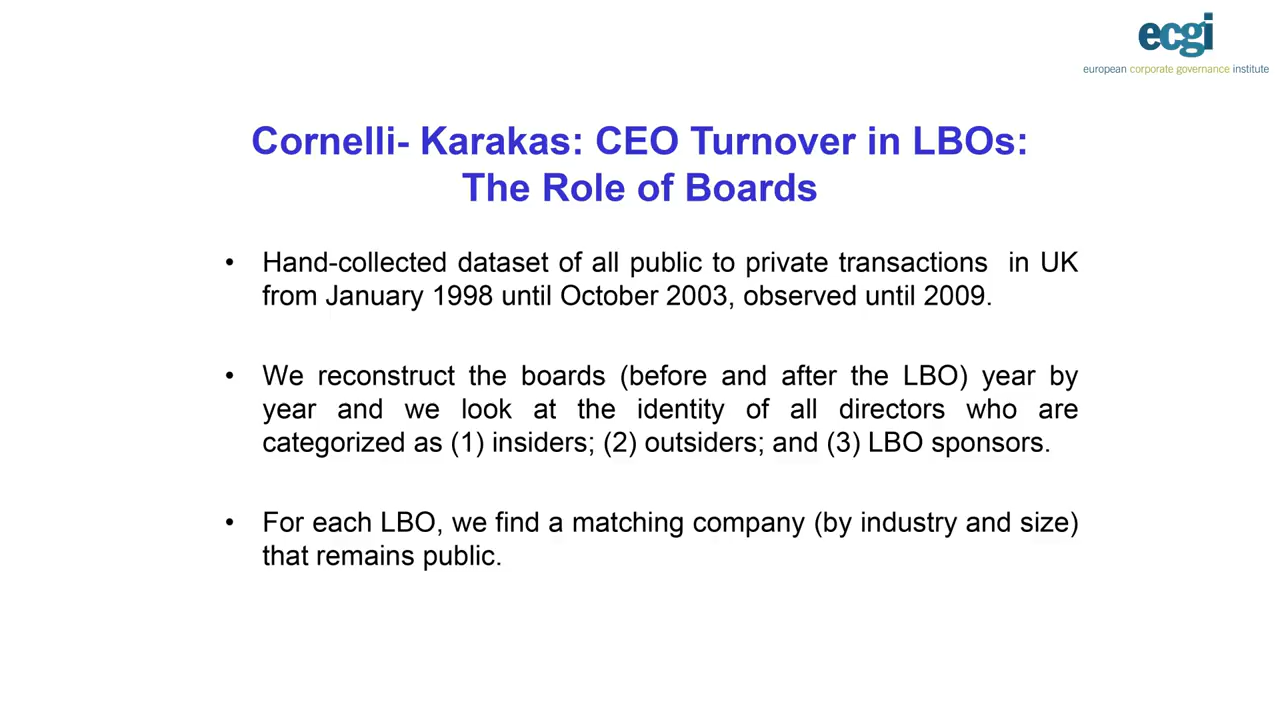 ecgi
european corporate governance institute
Cornelli- Karakas: CEO Turnover in LBOs:
The Role of Boards
• Hand-collected dataset of all public to private transactions in UK
from January 1998 until October 2003, observed until 2009.
• We reconstruct the boards (before and after the LBO) year by
year and we look at the identity of all directors who are
categorized as (1) insiders; (2) outsiders; and (3) LBO sponsors.
• For each LBO, we find a matching company (by industry and size)
that remains public.